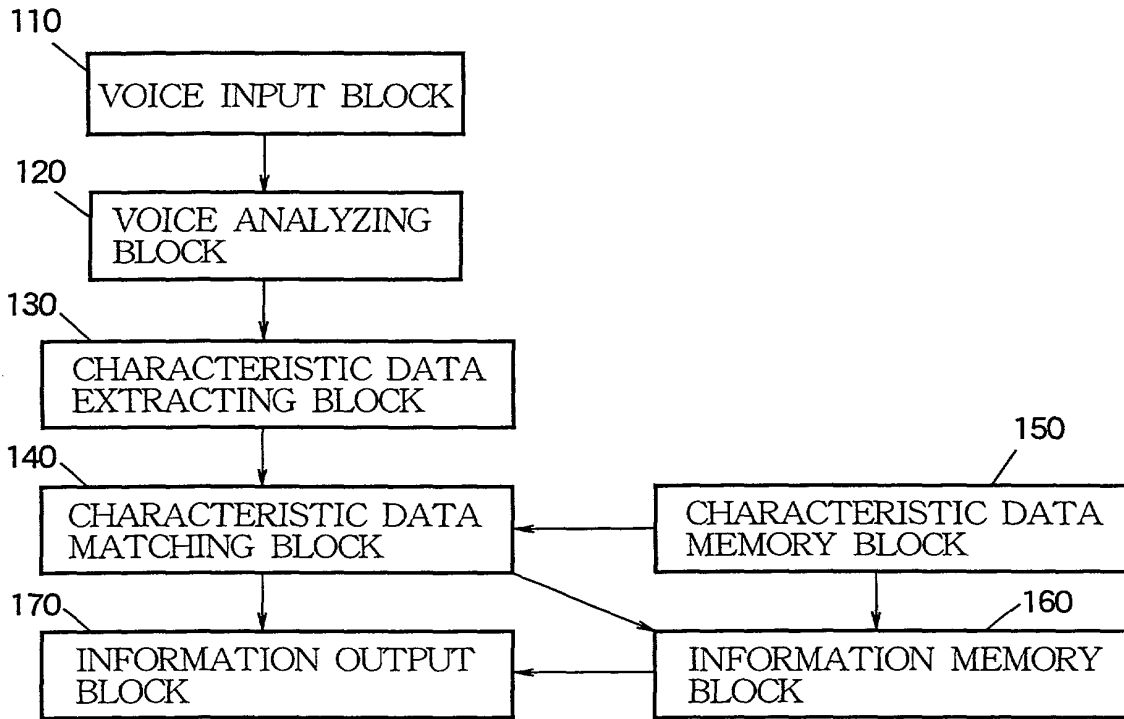 110
VOICE INPUT BLOCK
120
VOICE ANALYZING
BLOCK
130
CHARACTERISTIC DATA
EXTRACTING BLOCK
140
CHARACTERISTIC DATA
MATCHING BLOCK
150
CHARACTERISTIC DATA
MEMORY BLOCK
170
INFORMATION OUTPUT
BLOCK
160
INFORMATION MEMORY
BLOCK